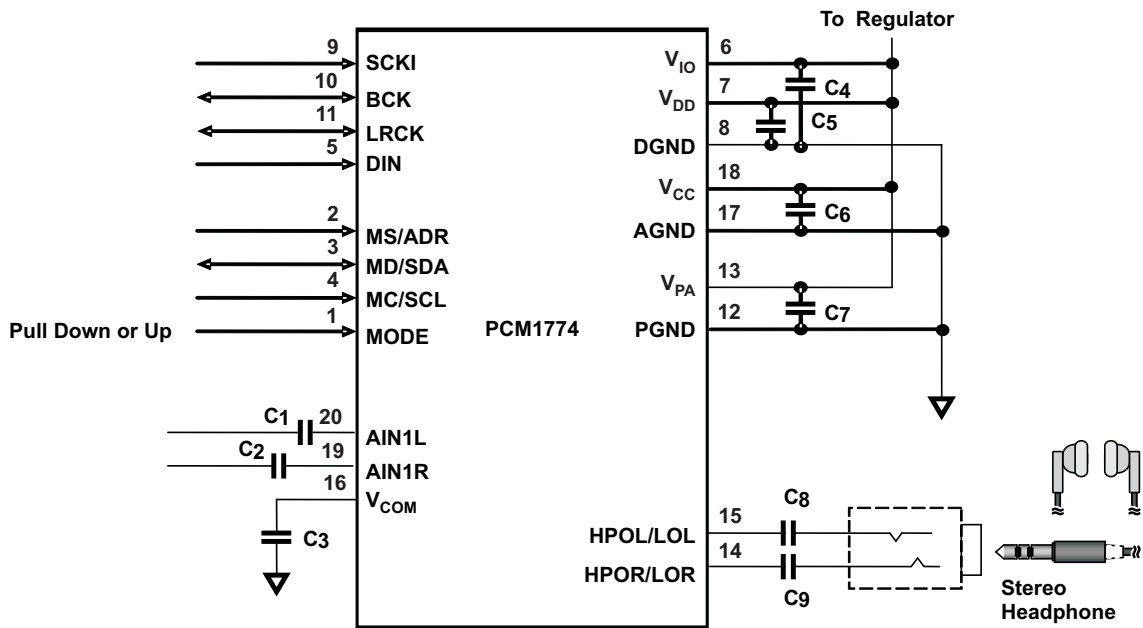 To Regulator
9
SCKI
10
BCK
11
LRCK
5
DIN
2
MS/ADR
3
MD/SDA
4
MC/SCL
1
Pull Down or Up
MODE
PCM1774
C1
20
AIN1L
C2
19
AIN1R
16
VCOM
C3
6
VIO
C4
7
VDD
C5
8
DGND
18
VCC
C6
17
AGND
13
VPA
C7
12
PGND
15
C8
HPOL/LOL
14
HPOR/LOR
C9
Stereo
Headphone